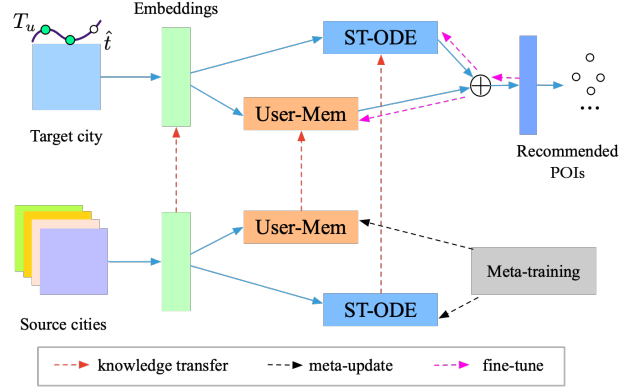 Embeddings
T_u
t̂
ST-ODE
User-Mem
Target city
Recommended
POIs
...
User-Mem
Meta-training
ST-ODE
Source cities
knowledge transfer
meta-update
fine-tune